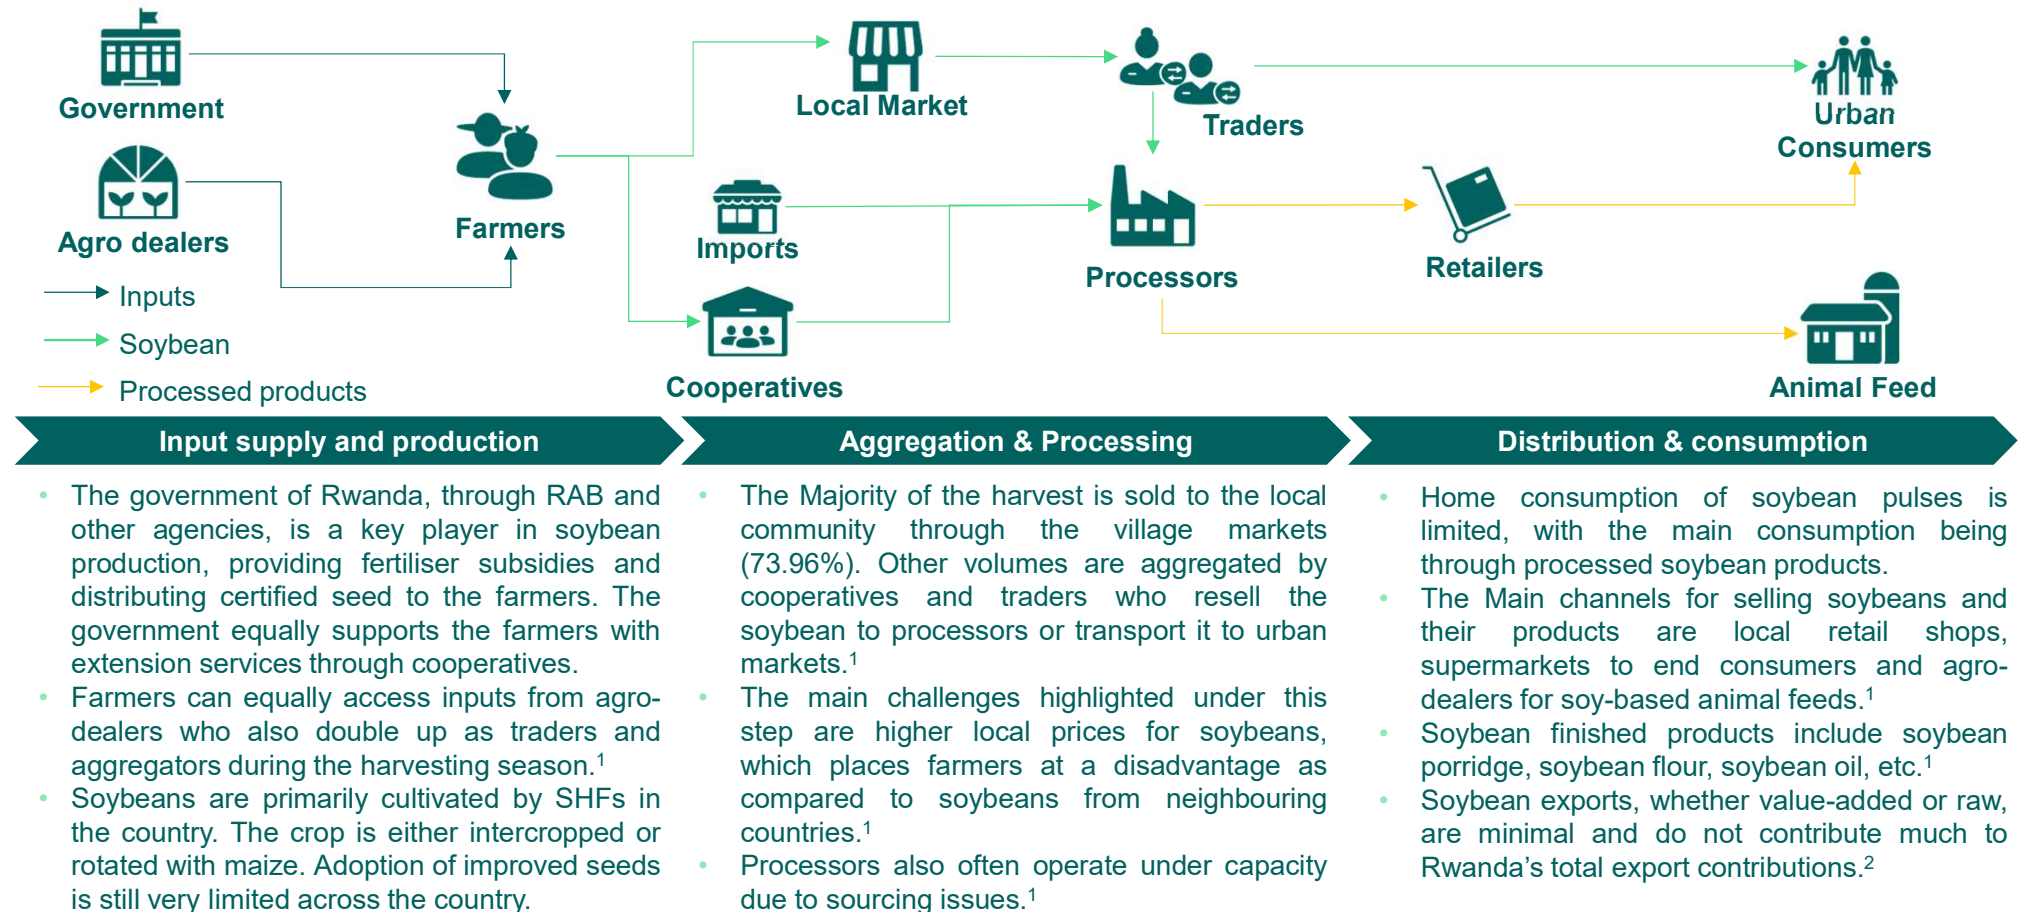 Government
Agro dealers
Inputs
Soybean
Processed products
Farmers
Local Market
Imports
Cooperatives
Traders
Processors
Retailers
Urban
Consumers
Animal Feed
Input supply and production
• The government of Rwanda, through RAB and
other agencies, is a key player in soybean
production, providing fertiliser subsidies and
distributing certified seed to the farmers. The
government equally supports the farmers with
extension services through cooperatives.
• Farmers can equally access inputs from agro-
dealers who also double up as traders and
aggregators during the harvesting season.¹
• Soybeans are primarily cultivated by SHFs in
the country. The crop is either intercropped or
rotated with maize. Adoption of improved seeds
is still very limited across the country.
Aggregation & Processing
• The Majority of the harvest is sold to the local
community through the village markets
(73.96%). Other volumes are aggregated by
cooperatives and traders who resell the
soybean to processors or transport it to urban
markets.¹
• The main challenges highlighted under this
step are higher local prices for soybeans,
which places farmers at a disadvantage as
compared to soybeans from neighbouring
countries.¹
• Processors also often operate under capacity
due to sourcing issues.¹
Distribution & consumption
• Home consumption of soybean pulses is
limited, with the main consumption being
through processed soybean products.
• The Main channels for selling soybeans and
their products are local retail shops,
supermarkets to end consumers and agro-
dealers for soy-based animal feeds.¹
• Soybean finished products include soybean
porridge, soybean flour, soybean oil, etc.¹
• Soybean exports, whether value-added or raw,
are minimal and do not contribute much to
Rwanda’s total export contributions.²